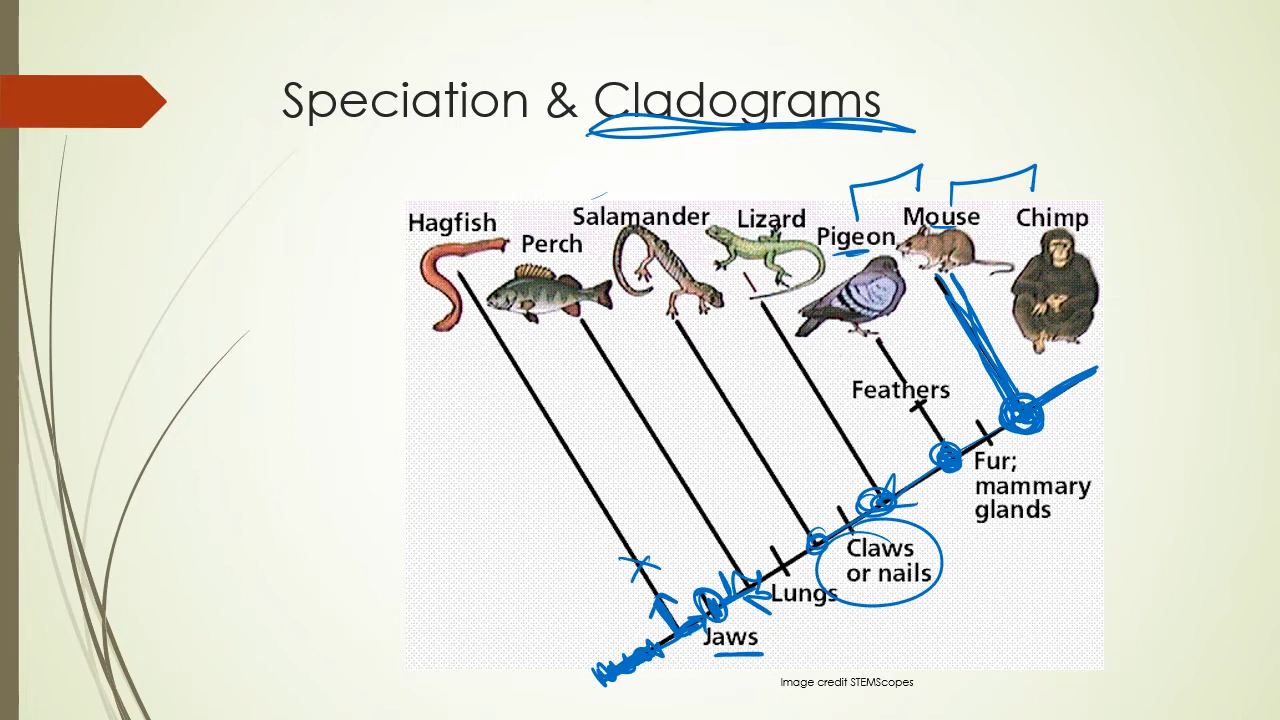 Speciation & Cladograms
Hagfish
Perch
Salamander
Lizard
Pigeon
Mouse
Chimp
Feathers
Fur;
mammary
glands
Claws
or nails
Lungs
Jaws
Image credit STEMScopes